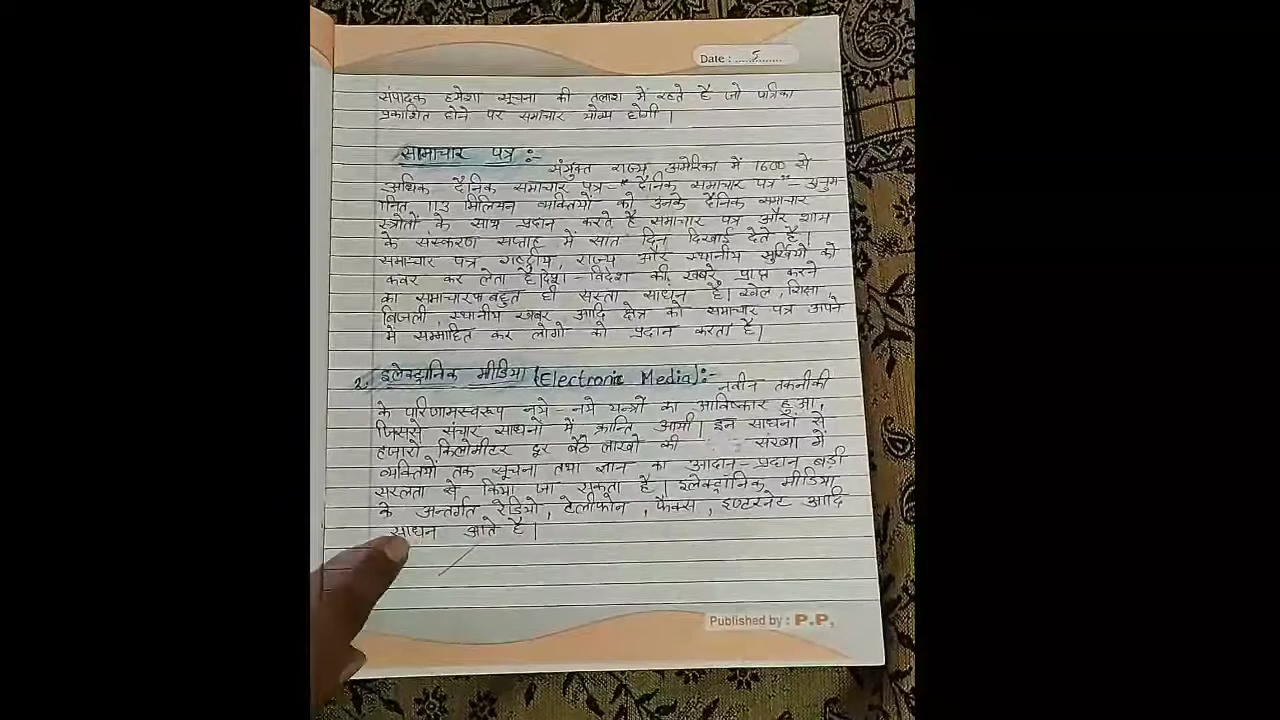 Date : 5
संपादक हमेशा सूचना की तलाश में रहते है जो पत्रिका
प्रकाशित होने पर समाचार योग्य होगी |
सामाचार पत्र :-
संयुक्त राज्य अमेरिका में 1600 से
अधिक दैनिक समाचार पत्र- "दैनिक समाचार पत्र" - अनुमा-
नित 113 मिलियन व्यक्तियों को उनके दैनिक समाचार
स्त्रोतों के साथ प्रदान करते है समाचार पत्र और शाम
के संस्करण सप्ताह में सात दिन दिखाई देते है |
समाचार पत्र राष्ट्रीय, राज्य और स्थानीय सुर्खियों को
कवर कर लेता है | देश - विदेश की खबरे प्राप्त करने
का समाचारपत्र बहुत ही सस्ता साधन है | खेल, शिक्षा,
बिजली, स्थानीय खबर आदि क्षेत्र को समाचार पत्र अपने
में सम्माहित कर लोगो को प्रदान करता है |
2. इलेक्ट्रानिक मीडिया (Electronic Media) :-
नवीन तकनीकी
के परिणामस्वरूप नये - नये यन्त्रों का आविष्कार हुआ,
जिससे संचार साधनों में क्रान्ति आयी | इन साधनों से
हजारो किलोमीटर दूर बैठे लाखो की संख्या में
व्यक्तियों तक सूचना तथा ज्ञान का आदान - प्रदान बड़ी
सरलता से किया जा सकता है | इलेक्ट्रॉनिक मीडिया
के अन्तर्गत रेडियो, टेलीफोन, फैक्स, इण्टरनेट आदि
साधन आते है |
Published by : P.P.